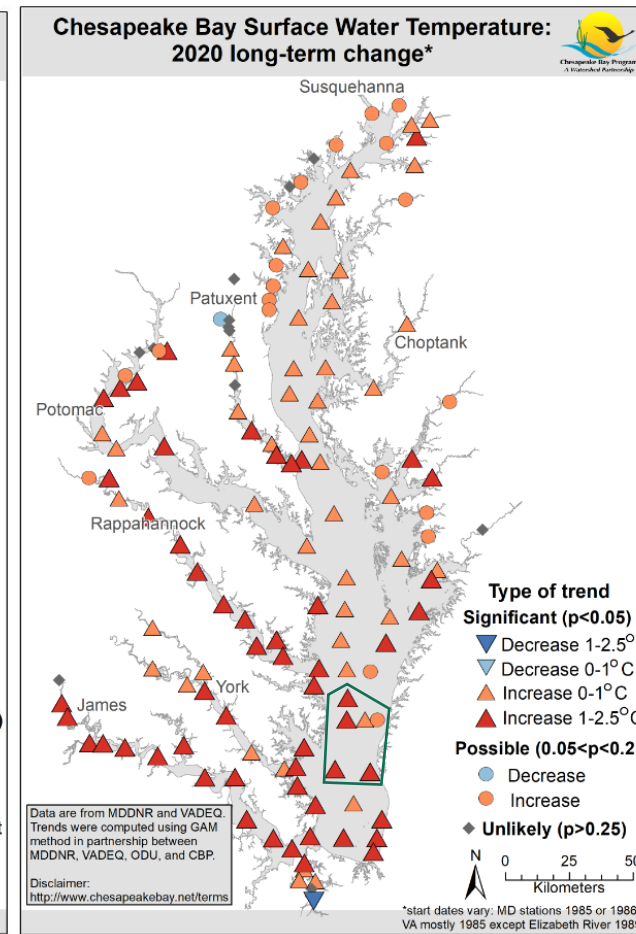 Chesapeake Bay Surface Water Temperature:
2020 long-term change*
Chesapeake Bay Program
A Watershed Partnership
Susquehanna
Patuxent
Choptank
Potomac
Rappahannock
York
James
Type of trend
Significant (p<0.05)
Decrease 1-2.5°
Decrease 0-1°C
Increase 0-1°C
Increase 1-2.5°C
Possible (0.05<p<0.2
Decrease
Increase
Unlikely (p>0.25)
N
0 25 50
Kilometers
Data are from MDDNR and VADEQ.
Trends were computed using GAM
method in partnership between
MDDNR, VADEQ, ODU, and CBP.
Disclaimer:
http://www.chesapeakebay.net/terms
*start dates vary: MD stations 1985 or 1986
VA mostly 1985 except Elizabeth River 1989